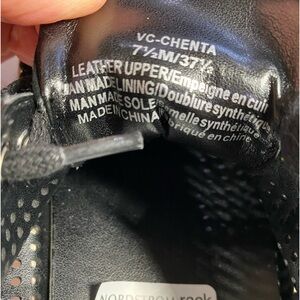 VC-CHENTA
7½M/37½
LEATHER UPPER/Empeigne en cuir
MAN MADE LINING/Doublure synthétique
MAN MADE SOLE/Semelle synthétique
MADE IN CHINA/Fabriqué en chine
NORDSTROM rack